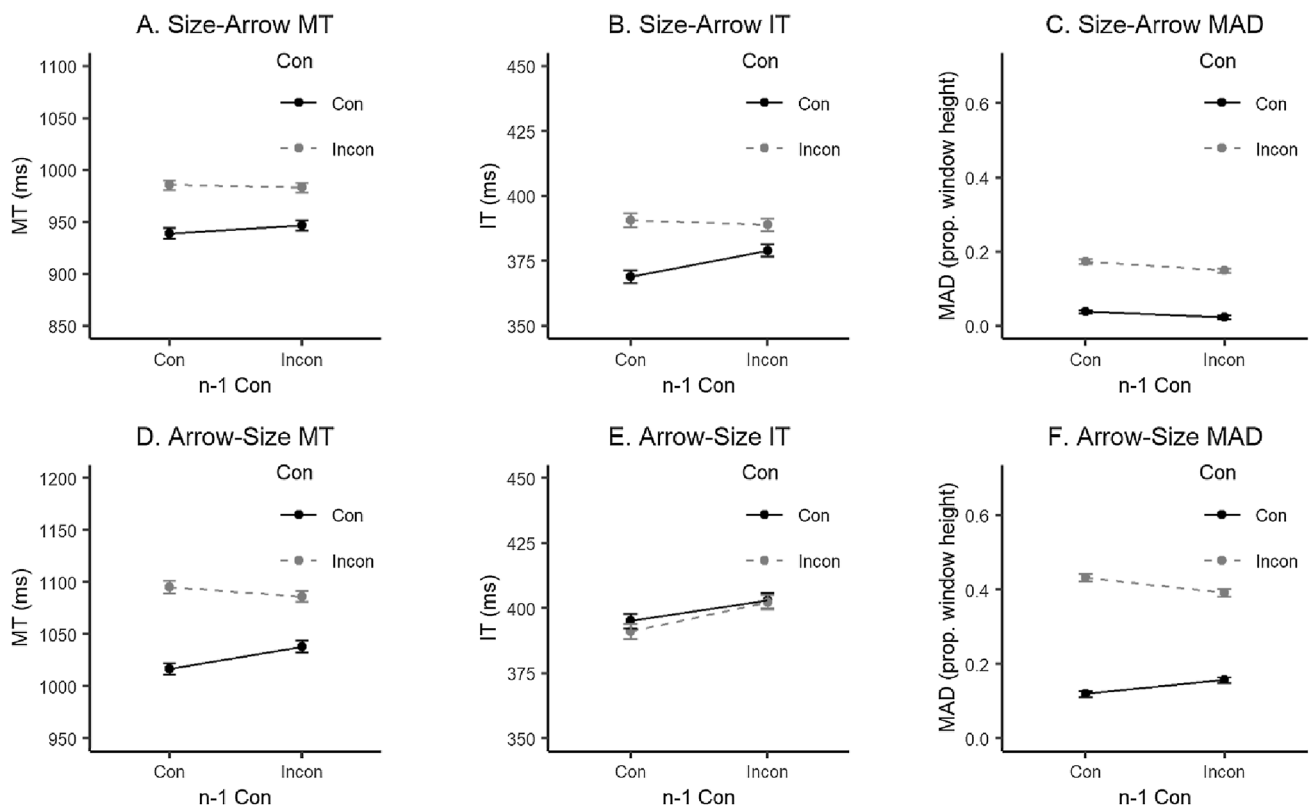 A. Size-Arrow MT
MT (ms)
1100
1050
1000
950
900
850
Con
Con
Incon
Con
Incon
n-1 Con
B. Size-Arrow IT
IT (ms)
450
425
400
375
350
Con
Con
Incon
Con
Incon
n-1 Con
C. Size-Arrow MAD
MAD (prop. window height)
0.6
0.4
0.2
0.0
Con
Con
Incon
Con
Incon
n-1 Con
D. Arrow-Size MT
MT (ms)
1200
1150
1100
1050
1000
950
Con
Con
Incon
Con
Incon
n-1 Con
E. Arrow-Size IT
IT (ms)
450
425
400
375
350
Con
Con
Incon
Con
Incon
n-1 Con
F. Arrow-Size MAD
MAD (prop. window height)
0.6
0.4
0.2
0.0
Con
Con
Incon
Con
Incon
n-1 Con